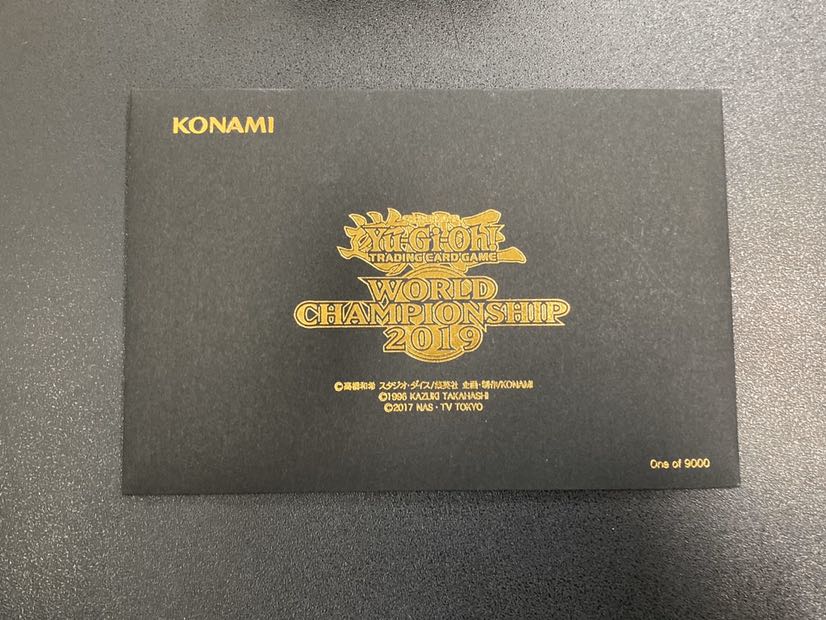 KONAMI
Yu-Gi-Oh!
TRADING CARD GAME
WORLD
CHAMPIONSHIP
2019
©高橋和希 スタジオ・ダイス/集英社 企画・制作/KONAMI
©1996 KAZUKI TAKAHASHI
©2017 NAS・TV TOKYO
One of 9000